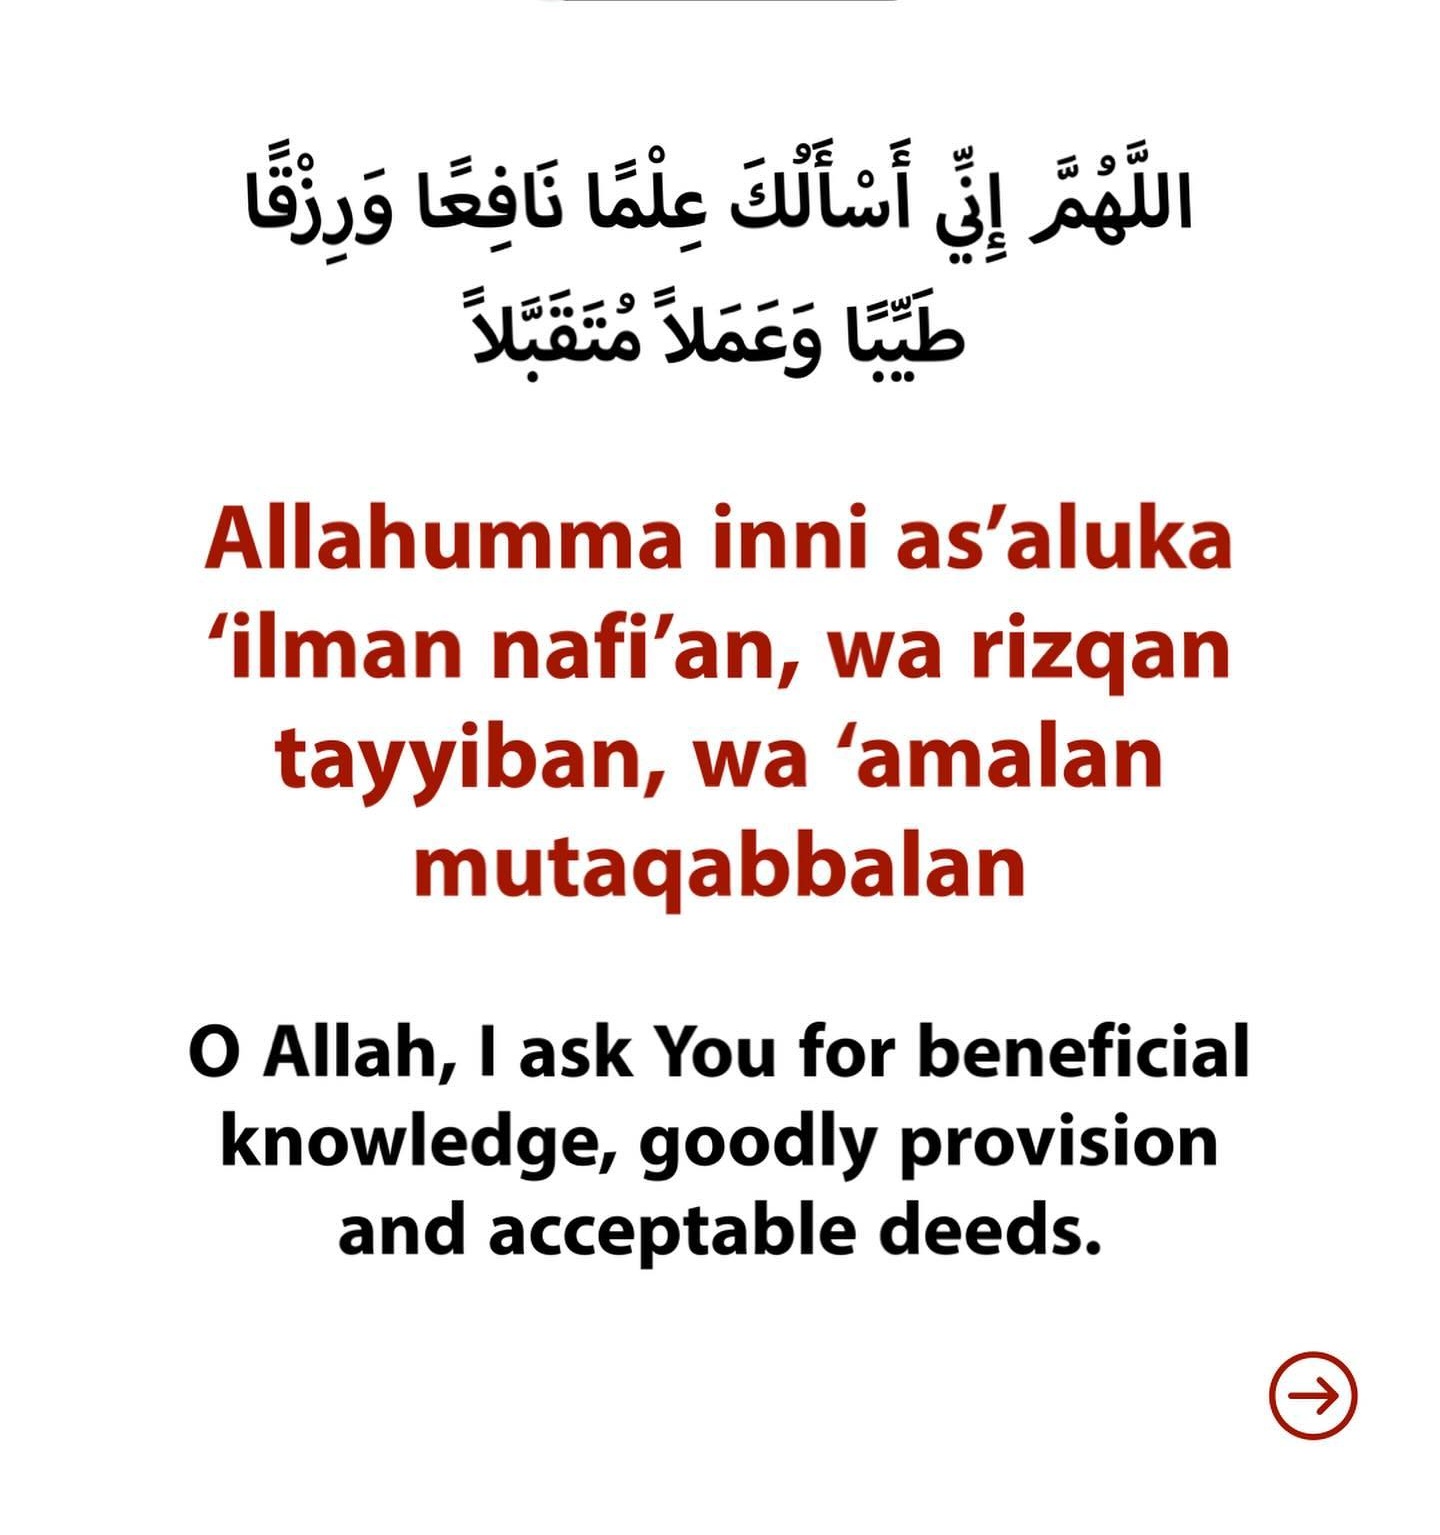 اللَّهُمَّ إِنِّي أَسْأَلُكَ عِلْمًا نَافِعًا وَرِزْقًا
طَيِّبًا وَعَمَلاً مُتَقَبَّلاً
Allahumma inni as’aluka
‘ilman nafi’an, wa rizqan
tayyiban, wa ‘amalan
mutaqabbalan
O Allah, I ask You for beneficial
knowledge, goodly provision
and acceptable deeds.